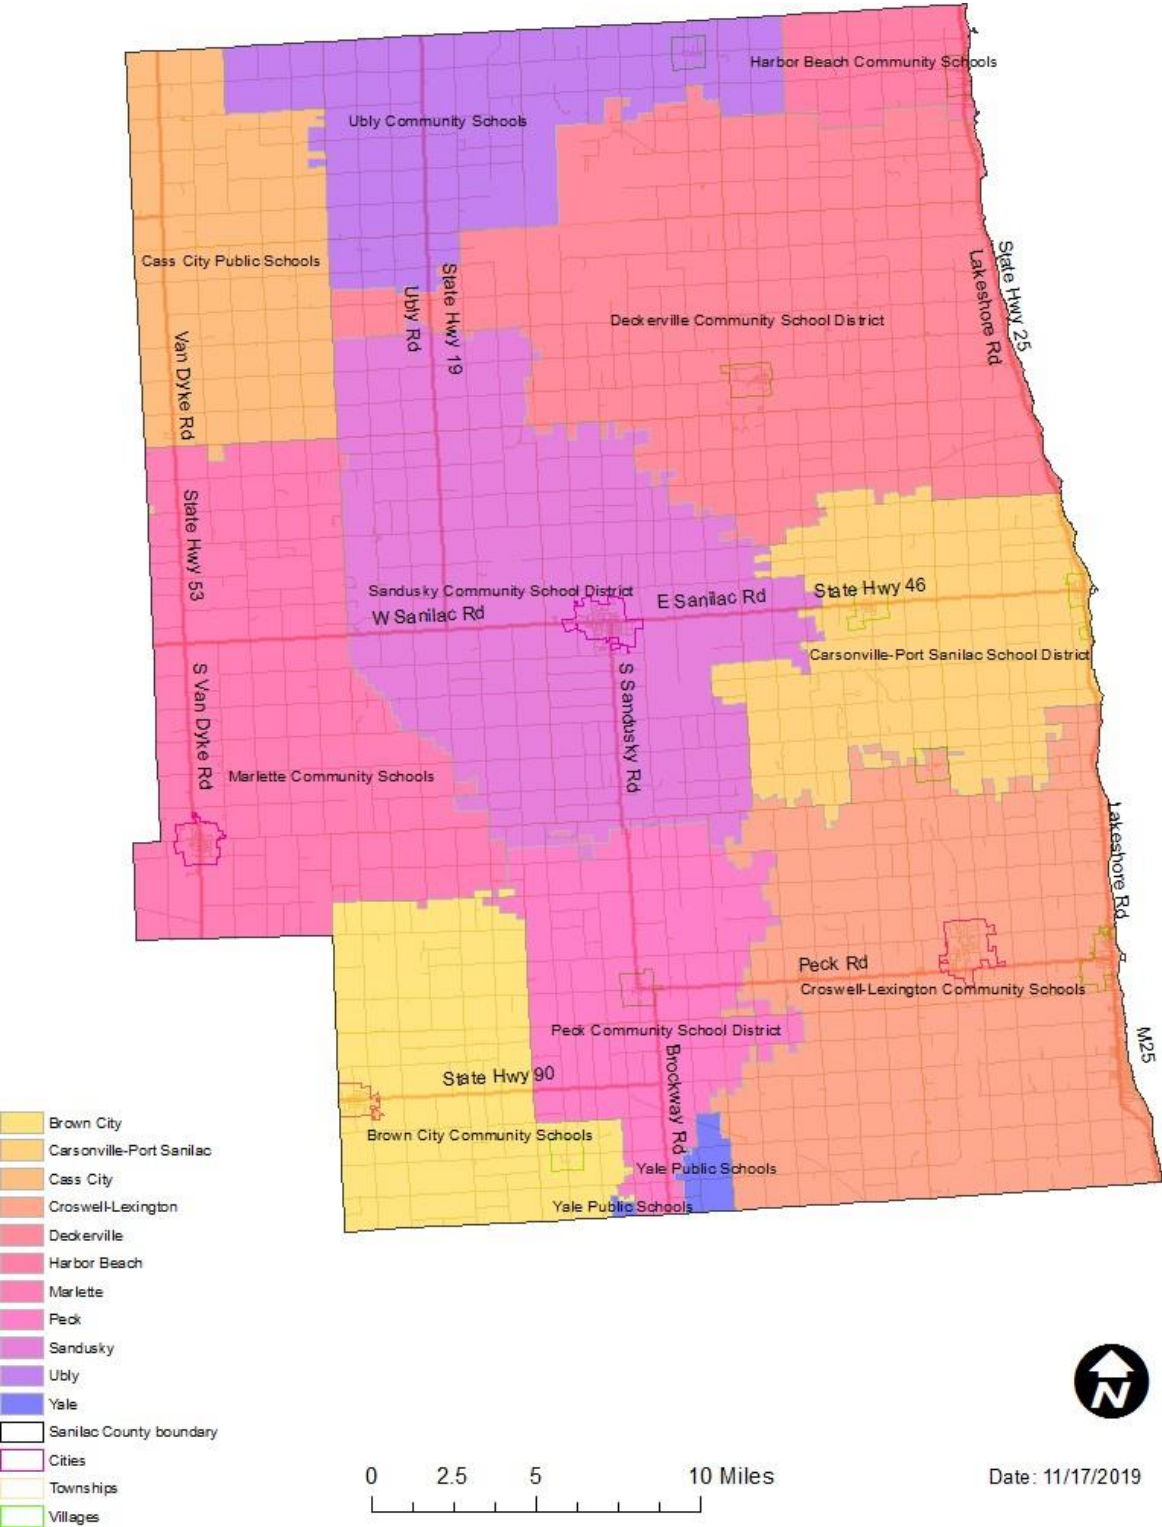 Harbor Beach Community Schools
Ubly Community Schools
Cass City Public Schools
State Hwy 19
Ubly Rd
State Hwy 25
Lakeshore Rd
Deckerville Community School District
Van Dyke Rd
State Hwy 53
Sandusky Community School District
W Sanilac Rd
E Sanilac Rd
State Hwy 46
Carsonville-Port Sanilac School District
S Van Dyke Rd
S Sandusky Rd
Marlette Community Schools
Lakeshore Rd
Peck Rd
Croswell-Lexington Community Schools
Peck Community School District
M25
State Hwy 90
Brockway Rd
Brown City Community Schools
Yale Public Schools
Yale Public Schools
Brown City
Carsonville-Port Sanilac
Cass City
Croswell-Lexington
Deckerville
Harbor Beach
Marlette
Peck
Sandusky
Ubly
Yale
Sanilac County boundary
Cities
Townships
Villages
0 2.5 5 10 Miles
N
Date: 11/17/2019